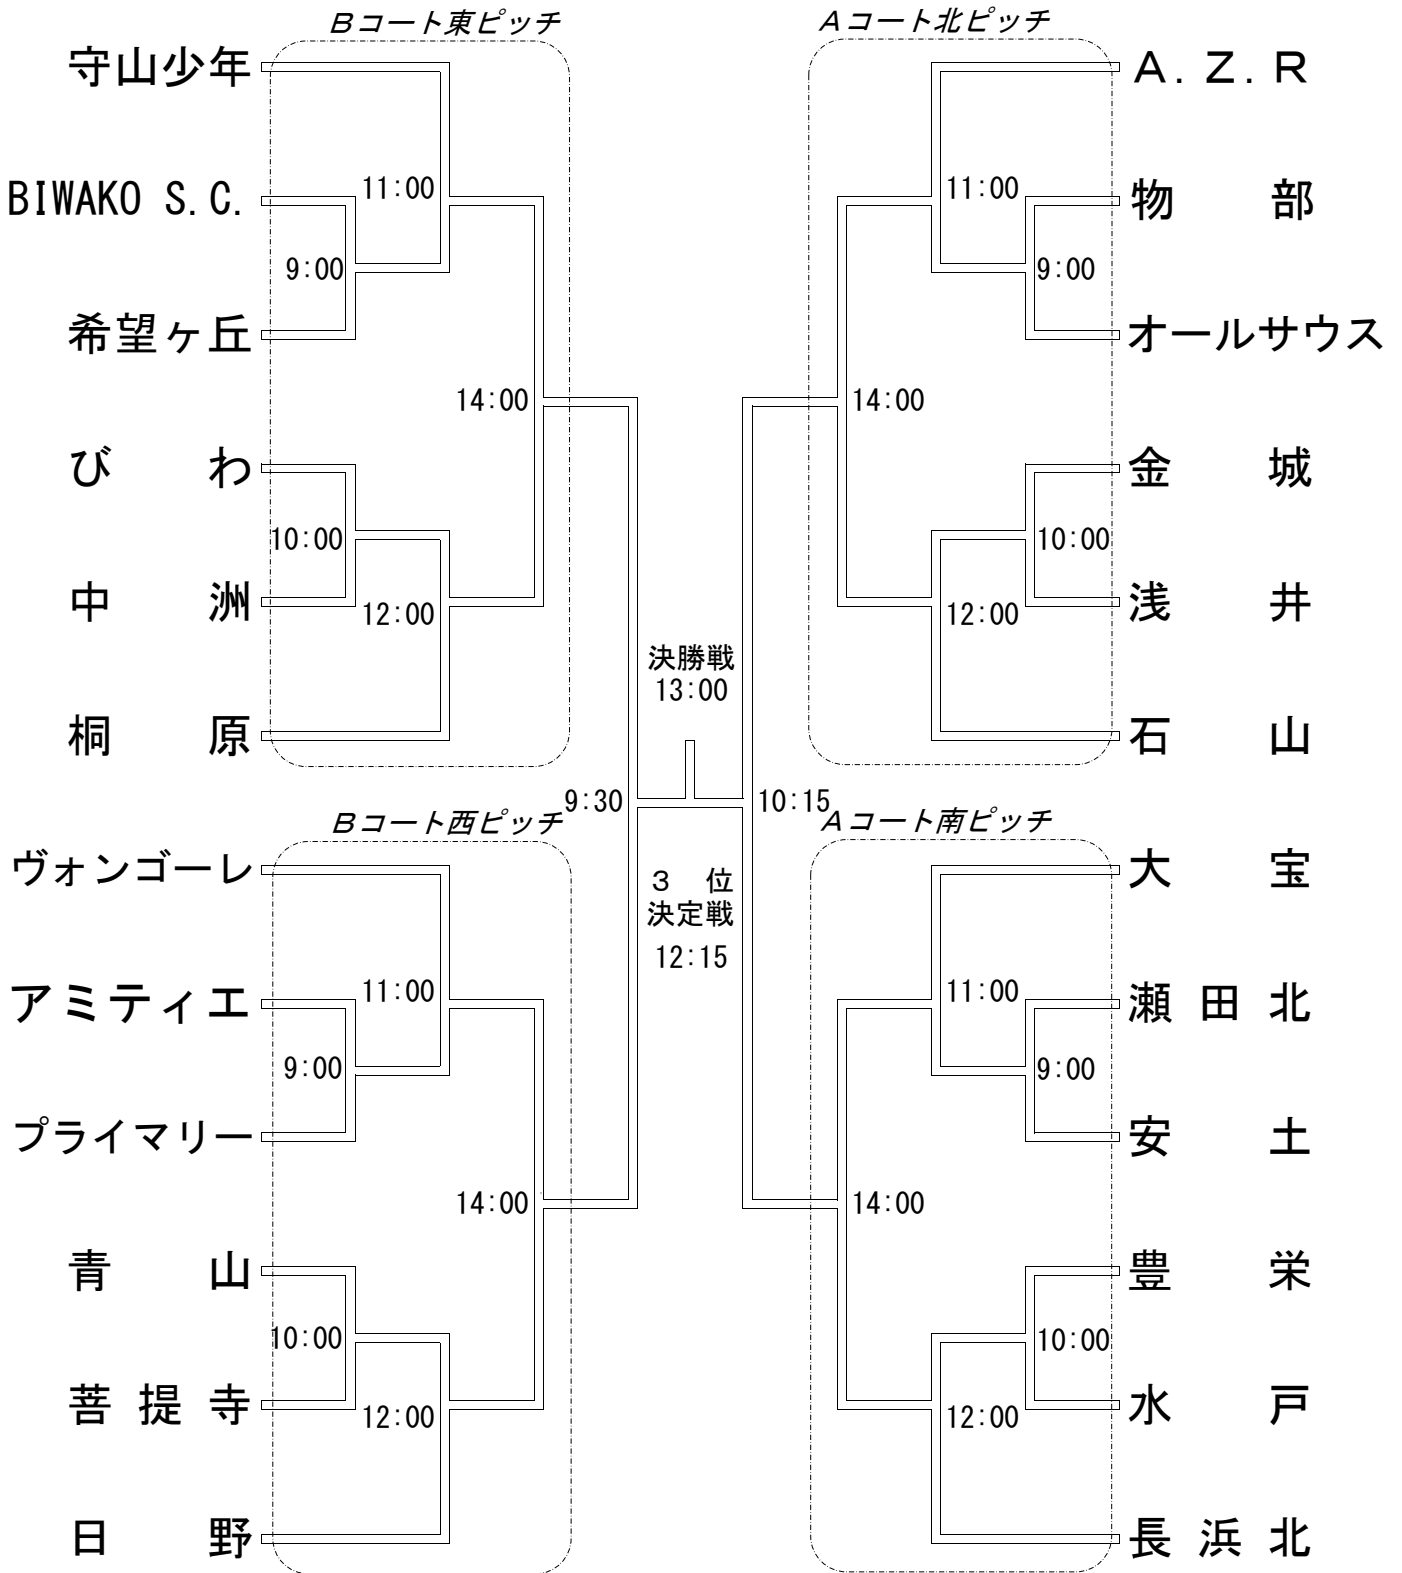 Ｂコート東ピッチ
守山少年
BIWAKO S.C.
希望ヶ丘
びわ
中洲
桐原
11:00
9:00
14:00
10:00
12:00
Ａコート北ピッチ
Ａ.Ｚ.Ｒ
物部
オールサウス
金城
浅井
石山
11:00
9:00
14:00
10:00
12:00
決勝戦
13:00
9:30
10:15
３位
決定戦
12:15
Ｂコート西ピッチ
ヴォンゴーレ
アミティエ
プライマリー
青山
菩提寺
日野
11:00
9:00
14:00
10:00
12:00
Ａコート南ピッチ
大宝
瀬田北
安土
豊栄
水戸
長浜北
11:00
9:00
14:00
10:00
12:00